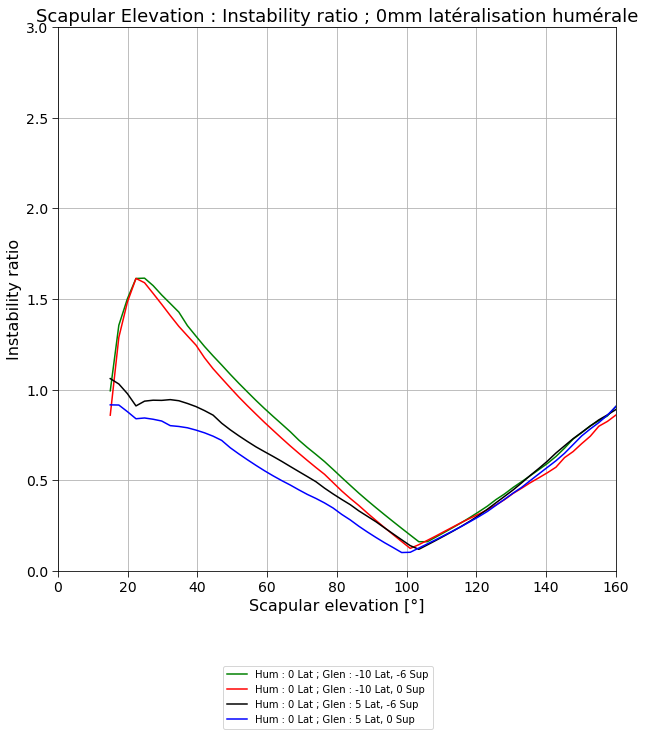 Scapular Elevation : Instability ratio ; 0mm latéralisation humérale
3.0
2.5
2.0
1.5
1.0
0.5
0.0
Instability ratio
0 20 40 60 80 100 120 140 160
Scapular elevation [°]
Hum : 0 Lat ; Glen : -10 Lat, -6 Sup
Hum : 0 Lat ; Glen : -10 Lat, 0 Sup
Hum : 0 Lat ; Glen : 5 Lat, -6 Sup
Hum : 0 Lat ; Glen : 5 Lat, 0 Sup